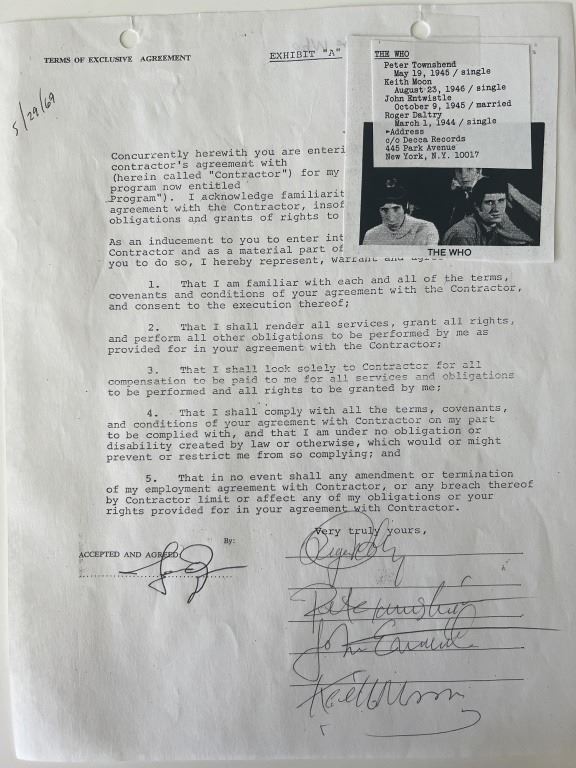 TERMS OF EXCLUSIVE AGREEMENT
EXHIBIT "A"
5/29/69
THE WHO
Peter Townshend
May 19, 1945 / single
Keith Moon
August 23, 1946 / single
John Entwistle
October 9, 1945 / married
Roger Daltry
March 1, 1944 / single
►Address
c/o Decca Records
445 Park Avenue
New York, N.Y. 10017
THE WHO
Concurrently herewith you are enteri
contractor's agreement with
(herein called "Contractor") for my
program now entitled
Program"). I acknowledge familiarit
agreement with the Contractor, insof
obligations and grants of rights to
As an inducement to you to enter int
Contractor and as a material part of
you to do so, I hereby represent, warrant and agree
1. That I am familiar with each and all of the terms,
covenants and conditions of your agreement with the Contractor,
and consent to the execution thereof;
2. That I shall render all services, grant all rights,
and perform all other obligations to be performed by me as
provided for in your agreement with the Contractor;
3. That I shall look solely to Contractor for all
compensation to be paid to me for all services and obligations
to be performed and all rights to be granted by me;
4. That I shall comply with all the terms, covenants,
and conditions of your agreement with Contractor on my part
to be complied with, and that I am under no obligation or
disability created by law or otherwise, which would or might
prevent or restrict me from so complying; and
5. That in no event shall any amendment or termination
of my employment agreement with Contractor, or any breach thereof
by Contractor limit or affect any of my obligations or your
rights provided for in your agreement with Contractor.
Very truly yours,
By:
ACCEPTED AND AGREED:
Roger Daltrey
Pete Townshend
John Entwistle
Keith Moon